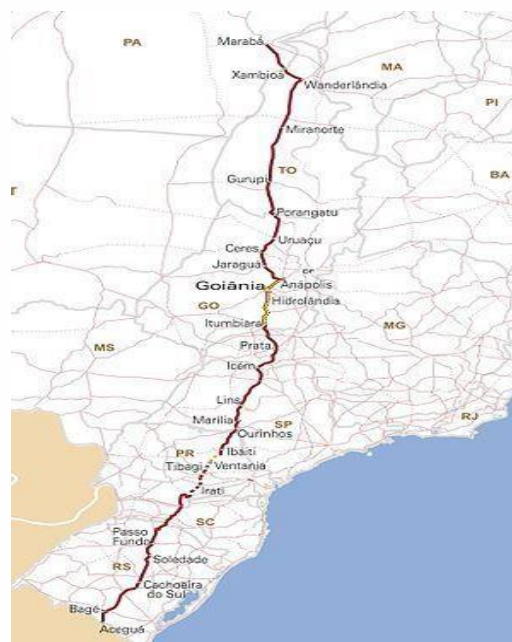 PA
Marabá
Xambioá
MA
Wanderlândia
PI
Miranorte
TO
Gurupi
BA
T
Porangatu
Uruaçu
Ceres
Jaraguá
DF
Goiânia
Anápolis
Hidrolândia
GO
Itumbiara
MG
Prata
MS
Icém
Lins
Marília
SP
RJ
Ourinhos
PR
Ibaiti
Tibagi
Ventania
Irati
SC
Passo
Fundo
Soledade
RS
Cachoeira
do Sul
Bagé
Aceguá